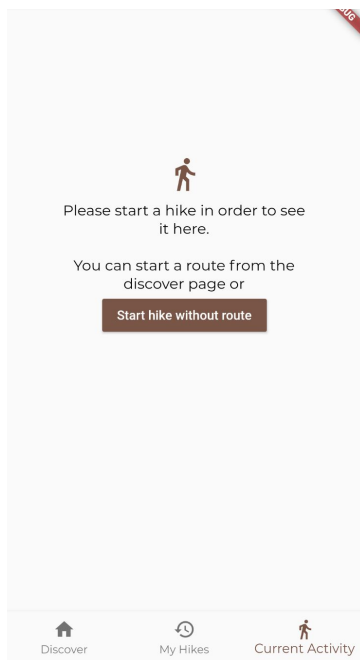 Please start a hike in order to see
it here.
You can start a route from the
discover page or
Start hike without route
Discover
My Hikes
Current Activity